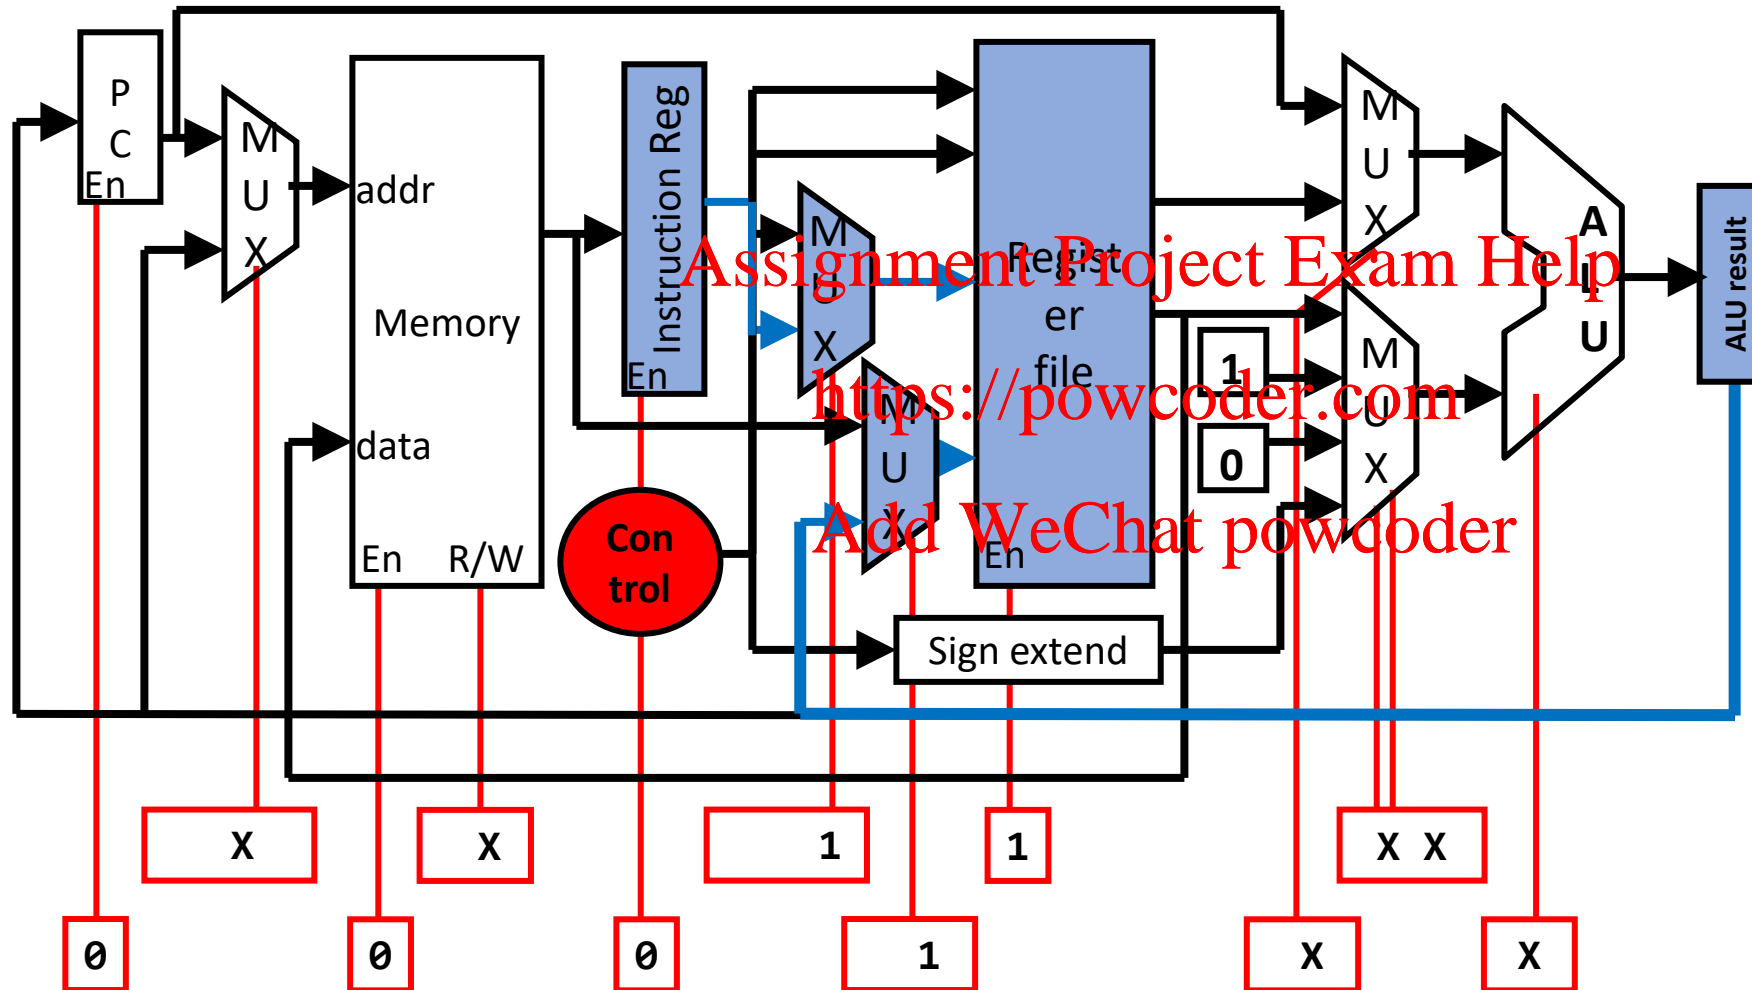 P
C
En
M
U
X
addr
Memory
data
En R/W
Instruction Reg
En
Con
trol
M
U
X
M
U
X
Regist
er
file
En
Sign extend
1
0
M
U
X
M
U
X
A
L
U
ALU result
Assignment Project Exam Help
https://powcoder.com
Add WeChat powcoder
X
X
1
1
X X
0
0
0
1
X
X